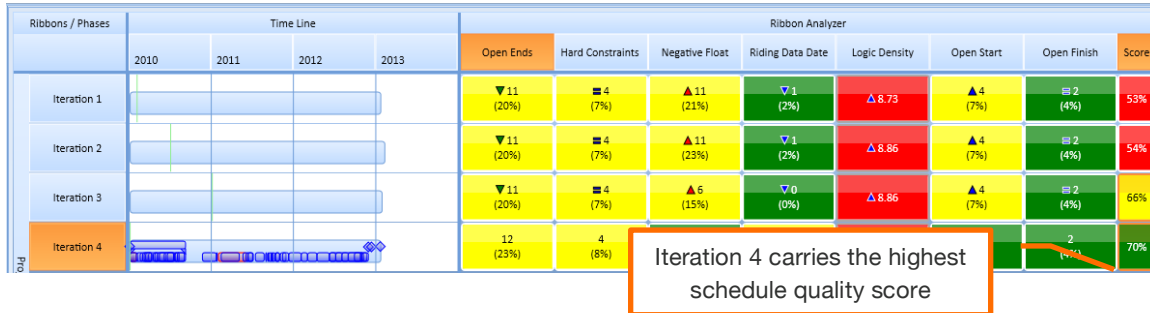 Ribbons / Phases Time Line Ribbon Analyzer
2010 2011 2012 2013 Open Ends Hard Constraints Negative Float Riding Data Date Logic Density Open Start Open Finish Score
Iteration 1 11 4 11 1 8.73 4 2 53%
(20%) (7%) (21%) (2%) (7%) (4%)
Iteration 2 11 4 11 1 8.86 4 2 54%
(20%) (7%) (23%) (2%) (7%) (4%)
Iteration 3 11 4 6 0 8.86 4 2 66%
(20%) (7%) (15%) (0%) (7%) (4%)
Iteration 4 12 4 2 70%
(23%) (8%) (4%)
Pro
Iteration 4 carries the highest
schedule quality score